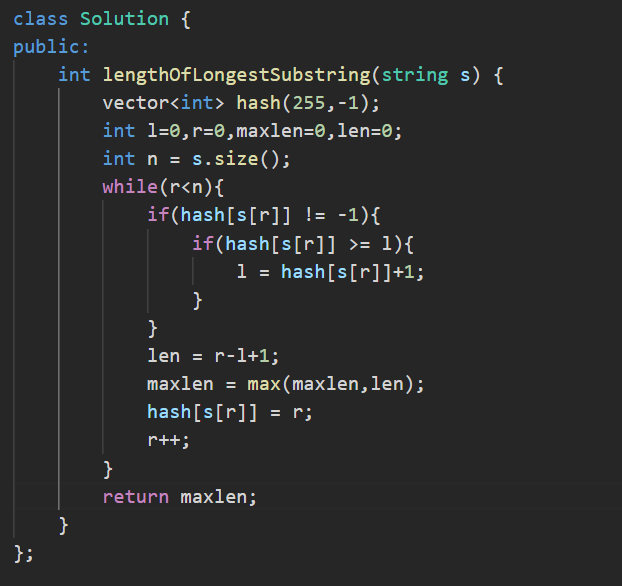 class Solution {
public:
    int lengthOfLongestSubstring(string s) {
        vector<int> hash(255,-1);
        int l=0,r=0,maxlen=0,len=0;
        int n = s.size();
        while(r<n){
            if(hash[s[r]] != -1){
                if(hash[s[r]] >= l){
                    l = hash[s[r]]+1;
                }
            }
            len = r-l+1;
            maxlen = max(maxlen,len);
            hash[s[r]] = r;
            r++;
        }
        return maxlen;
    }
};